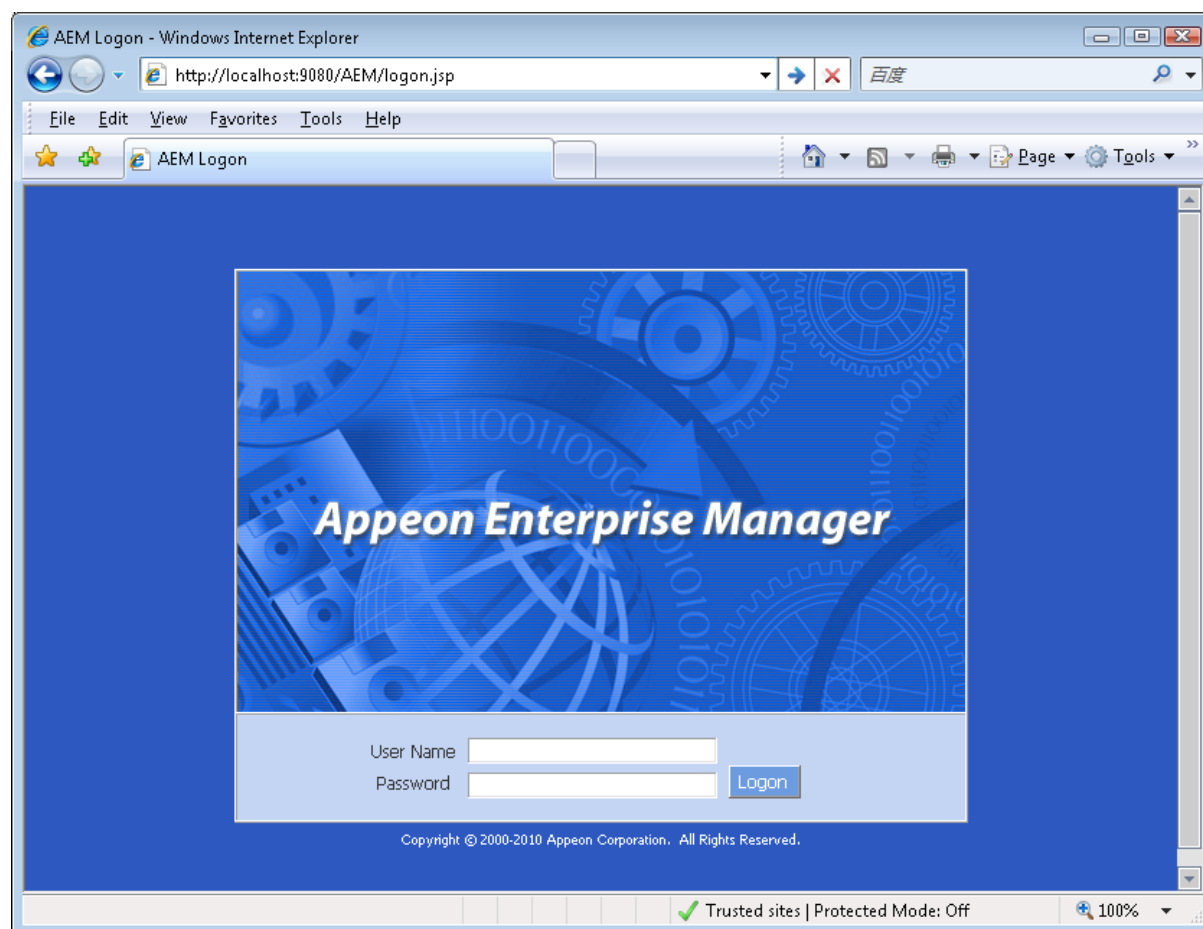 AEM Logon - Windows Internet Explorer
http://localhost:9080/AEM/logon.jsp
百度
File Edit View Favorites Tools Help
AEM Logon
Page Tools
Appeon Enterprise Manager
User Name
Password
Logon
Copyright © 2000-2010 Appeon Corporation. All Rights Reserved.
Trusted sites | Protected Mode: Off
100%